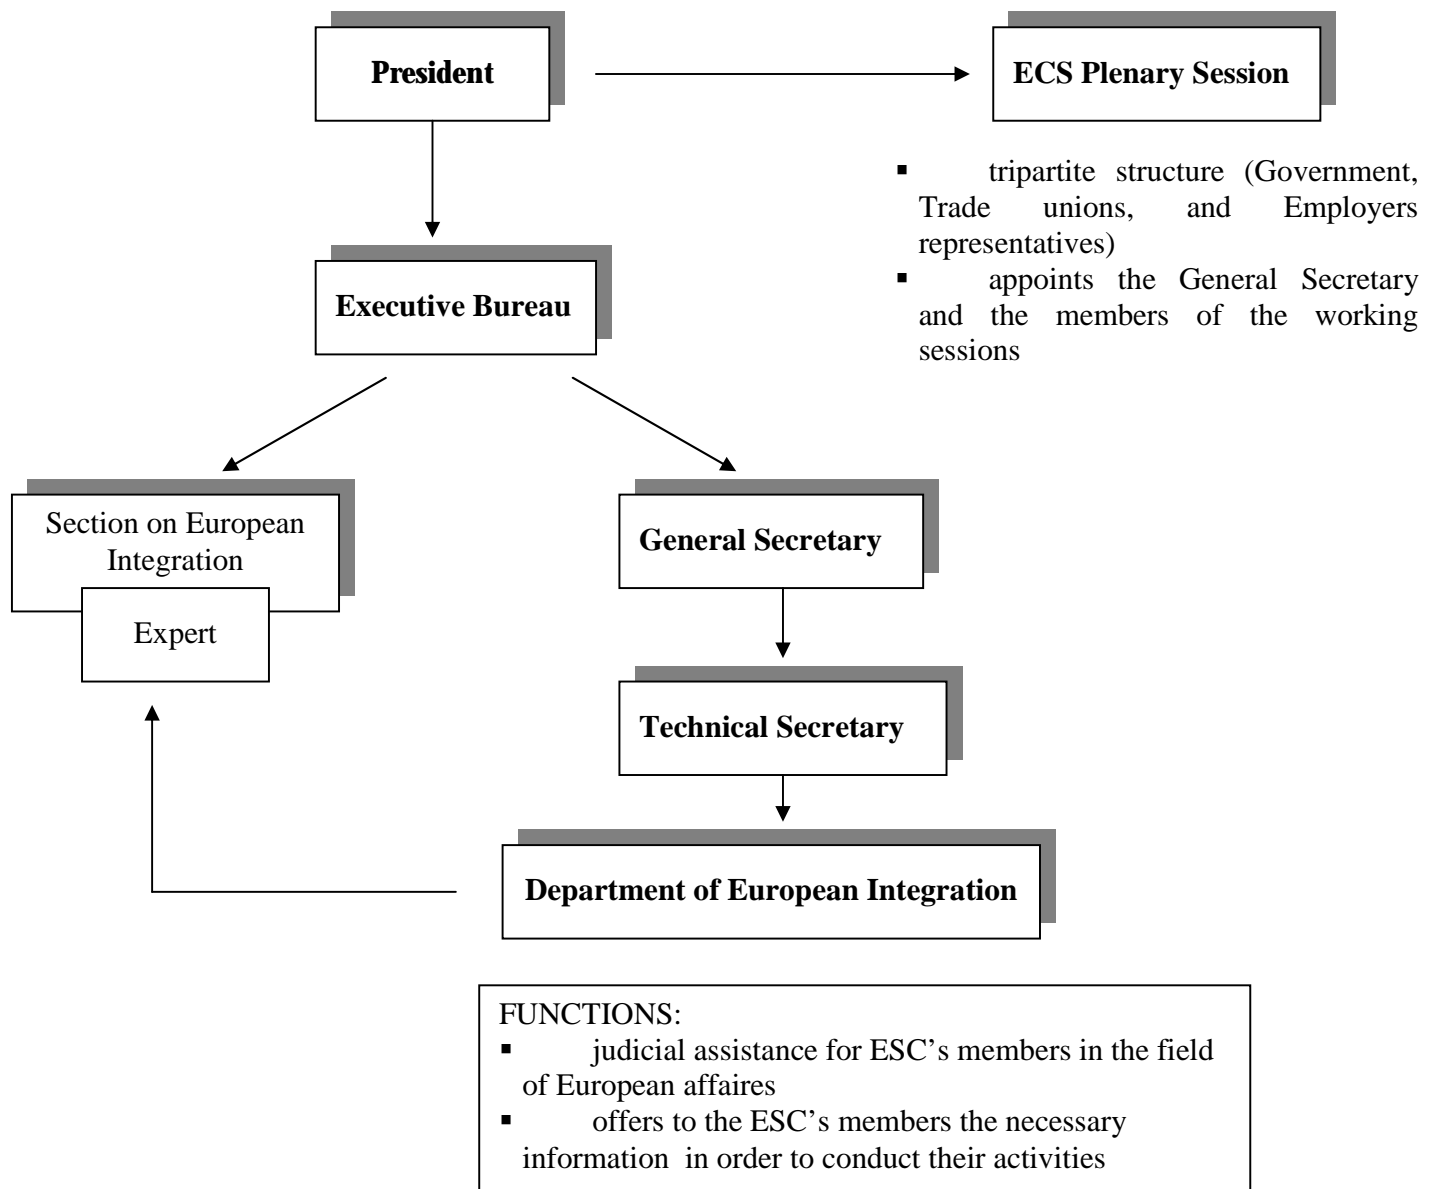 President
ECS Plenary Session
▪ tripartite structure (Government,
Trade unions, and Employers
representatives)
▪ appoints the General Secretary
and the members of the working
sessions
Executive Bureau
Section on European
Integration
Expert
General Secretary
Technical Secretary
Department of European Integration
FUNCTIONS:
▪ judicial assistance for ESC’s members in the field
of European affaires
▪ offers to the ESC’s members the necessary
information in order to conduct their activities